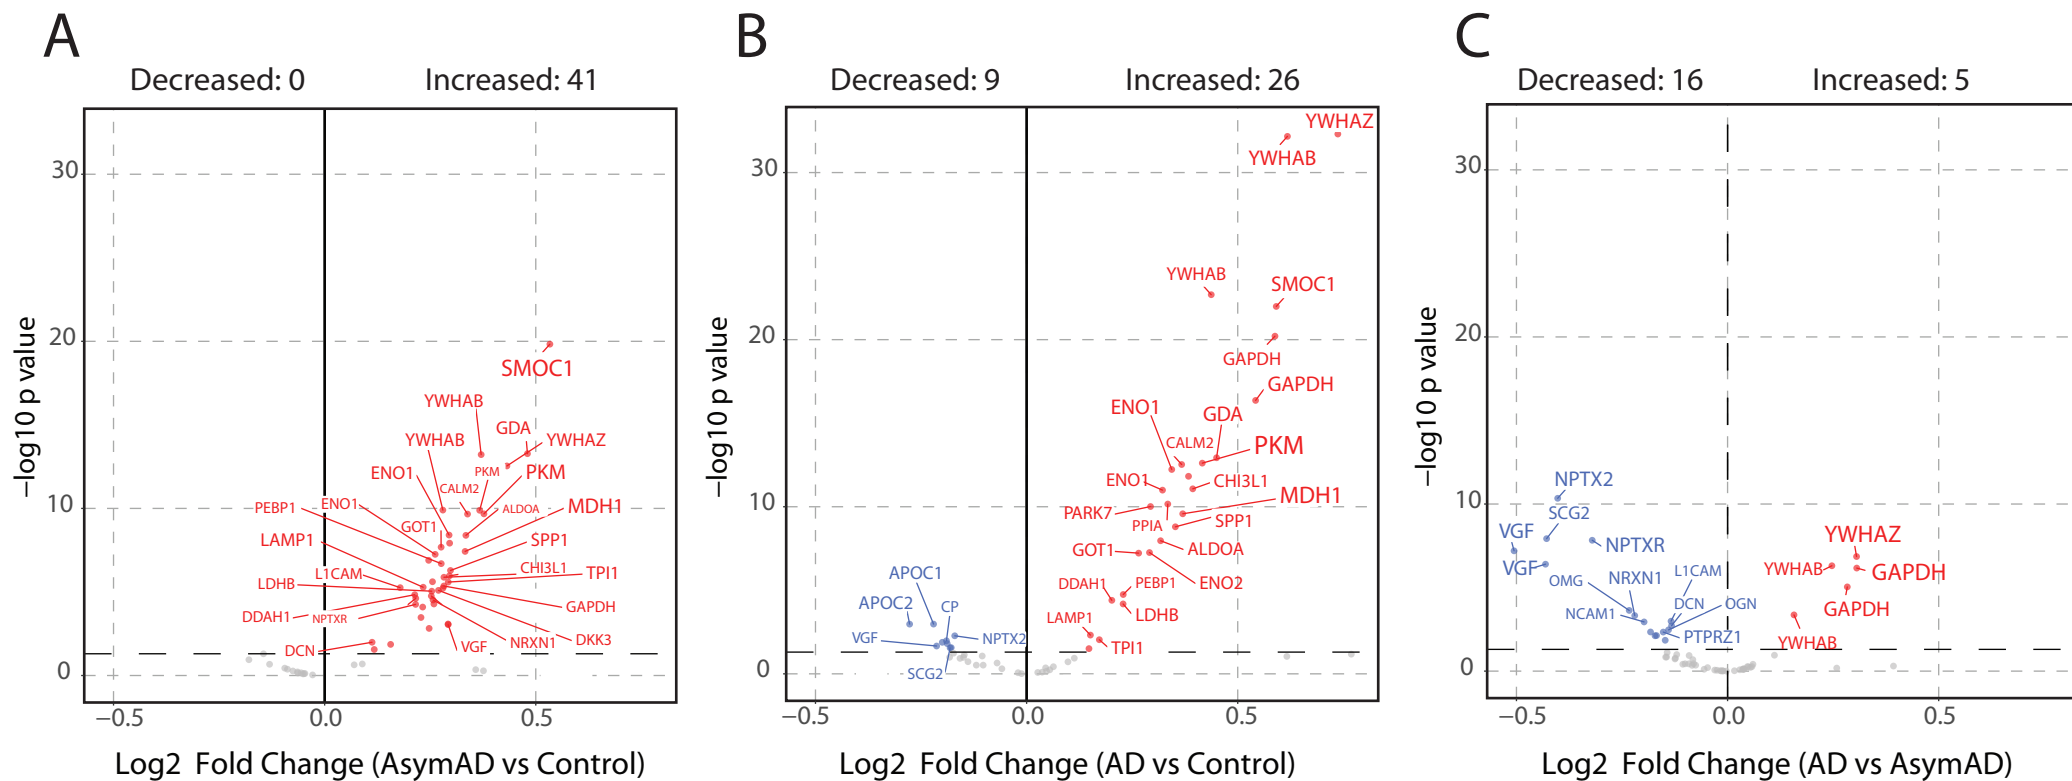 A
Decreased: 0 Increased: 41
30
20
10
0
−log10 p value
SMOC1
YWHAB
GDA
YWHAB
YWHAZ
ENO1
PKM
PKM
CALM2
PEBP1
ENO1
ALDOA
MDH1
GOT1
LAMP1
SPP1
L1CAM
CHI3L1
TPI1
LDHB
GAPDH
DDAH1
NPTXR
DCN
VGF
NRXN1
DKK3
−0.5 0.0 0.5
Log2 Fold Change (AsymAD vs Control)
B
Decreased: 9 Increased: 26
30
20
10
0
−log10 p value
YWHAZ
YWHAB
YWHAB
SMOC1
GAPDH
GAPDH
ENO1
GDA
CALM2
PKM
ENO1
CHI3L1
MDH1
PARK7
PPIA
SPP1
GOT1
ALDOA
ENO2
APOC1
DDAH1
PEBP1
APOC2
CP
LAMP1
LDHB
VGF
NPTX2
TPI1
SCG2
−0.5 0.0 0.5
Log2 Fold Change (AD vs Control)
C
Decreased: 16 Increased: 5
30
20
10
0
−log10 p value
NPTX2
SCG2
VGF
NPTXR
YWHAZ
VGF
OMG
NRXN1
L1CAM
YWHAB
GAPDH
NCAM1
DCN
OGN
GAPDH
PTPRZ1
YWHAB
−0.5 0.0 0.5
Log2 Fold Change (AD vs AsymAD)